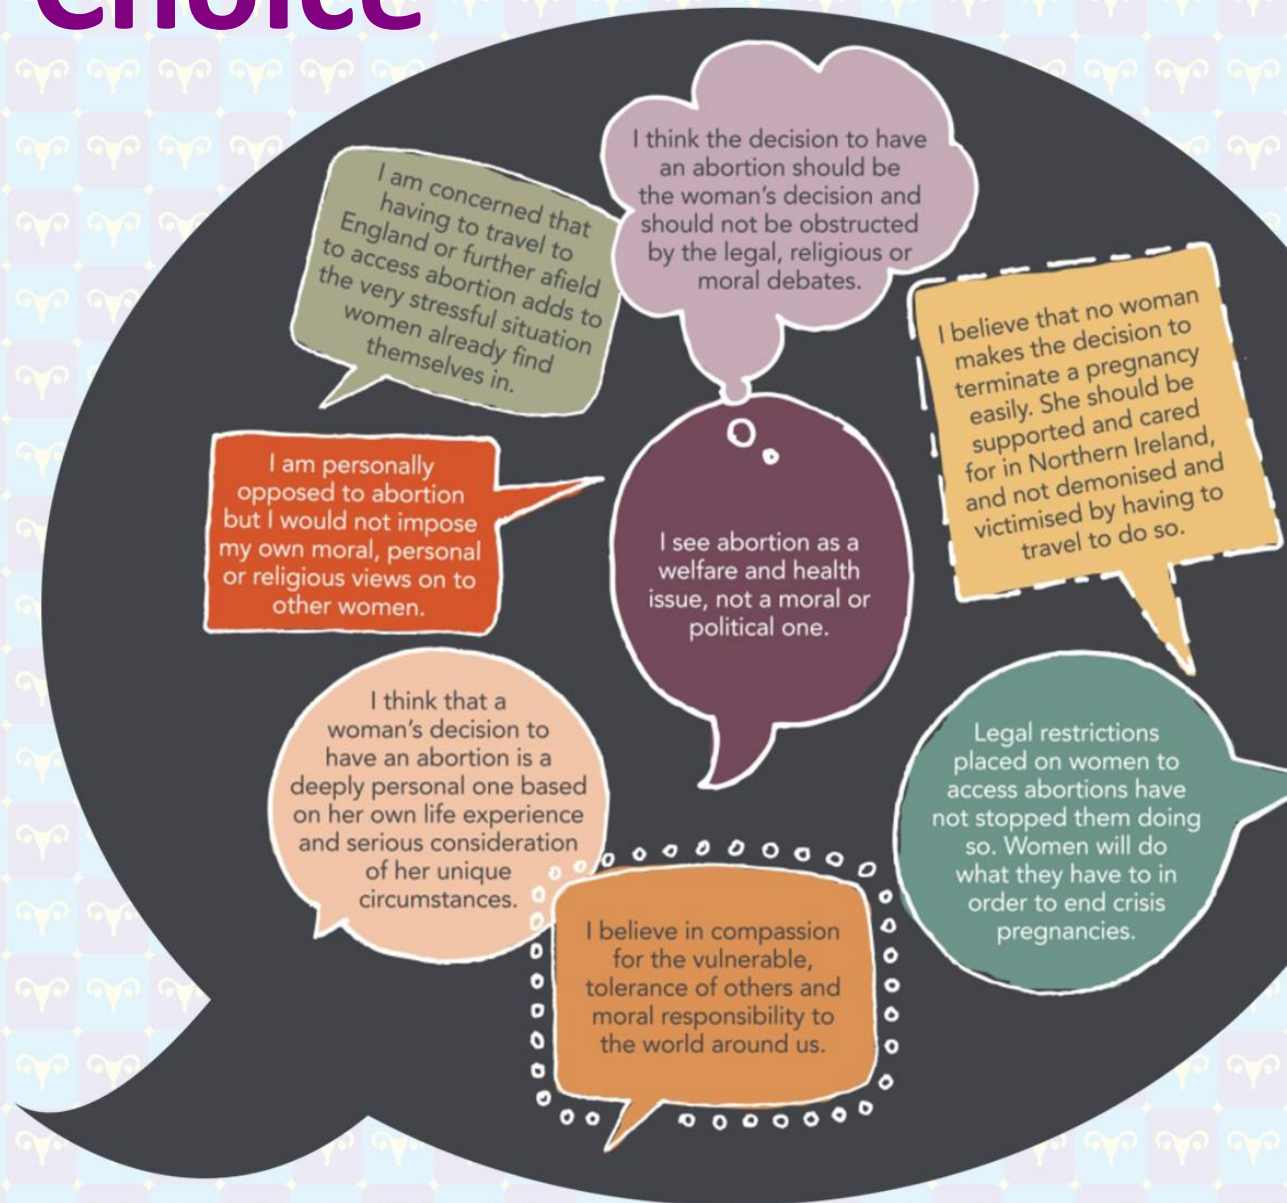 Choice
I think the decision to have
an abortion should be
the woman's decision and
should not be obstructed
by the legal, religious or
moral debates.
I am concerned that
having to travel to
England or further afield
to access abortion adds to
the very stressful situation
women already find
themselves in.
I believe that no woman
makes the decision to
terminate a pregnancy
easily. She should be
supported and cared
for in Northern Ireland,
and not demonised and
victimised by having to
travel to do so.
I am personally
opposed to abortion
but I would not impose
my own moral, personal
or religious views on to
other women.
I see abortion as a
welfare and health
issue, not a moral or
political one.
I think that a
woman's decision to
have an abortion is a
deeply personal one based
on her own life experience
and serious consideration
of her unique
circumstances.
Legal restrictions
placed on women to
access abortions have
not stopped them doing
so. Women will do
what they have to in
order to end crisis
pregnancies.
I believe in compassion
for the vulnerable,
tolerance of others and
moral responsibility to
the world around us.